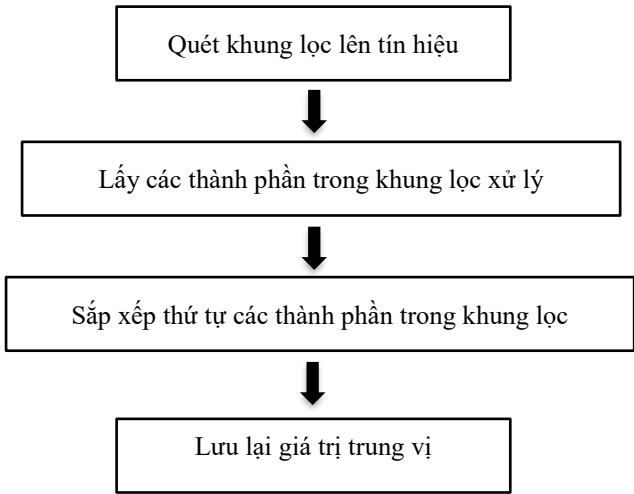 Quét khung lọc lên tín hiệu
Lấy các thành phần trong khung lọc xử lý
Sắp xếp thứ tự các thành phần trong khung lọc
Lưu lại giá trị trung vị